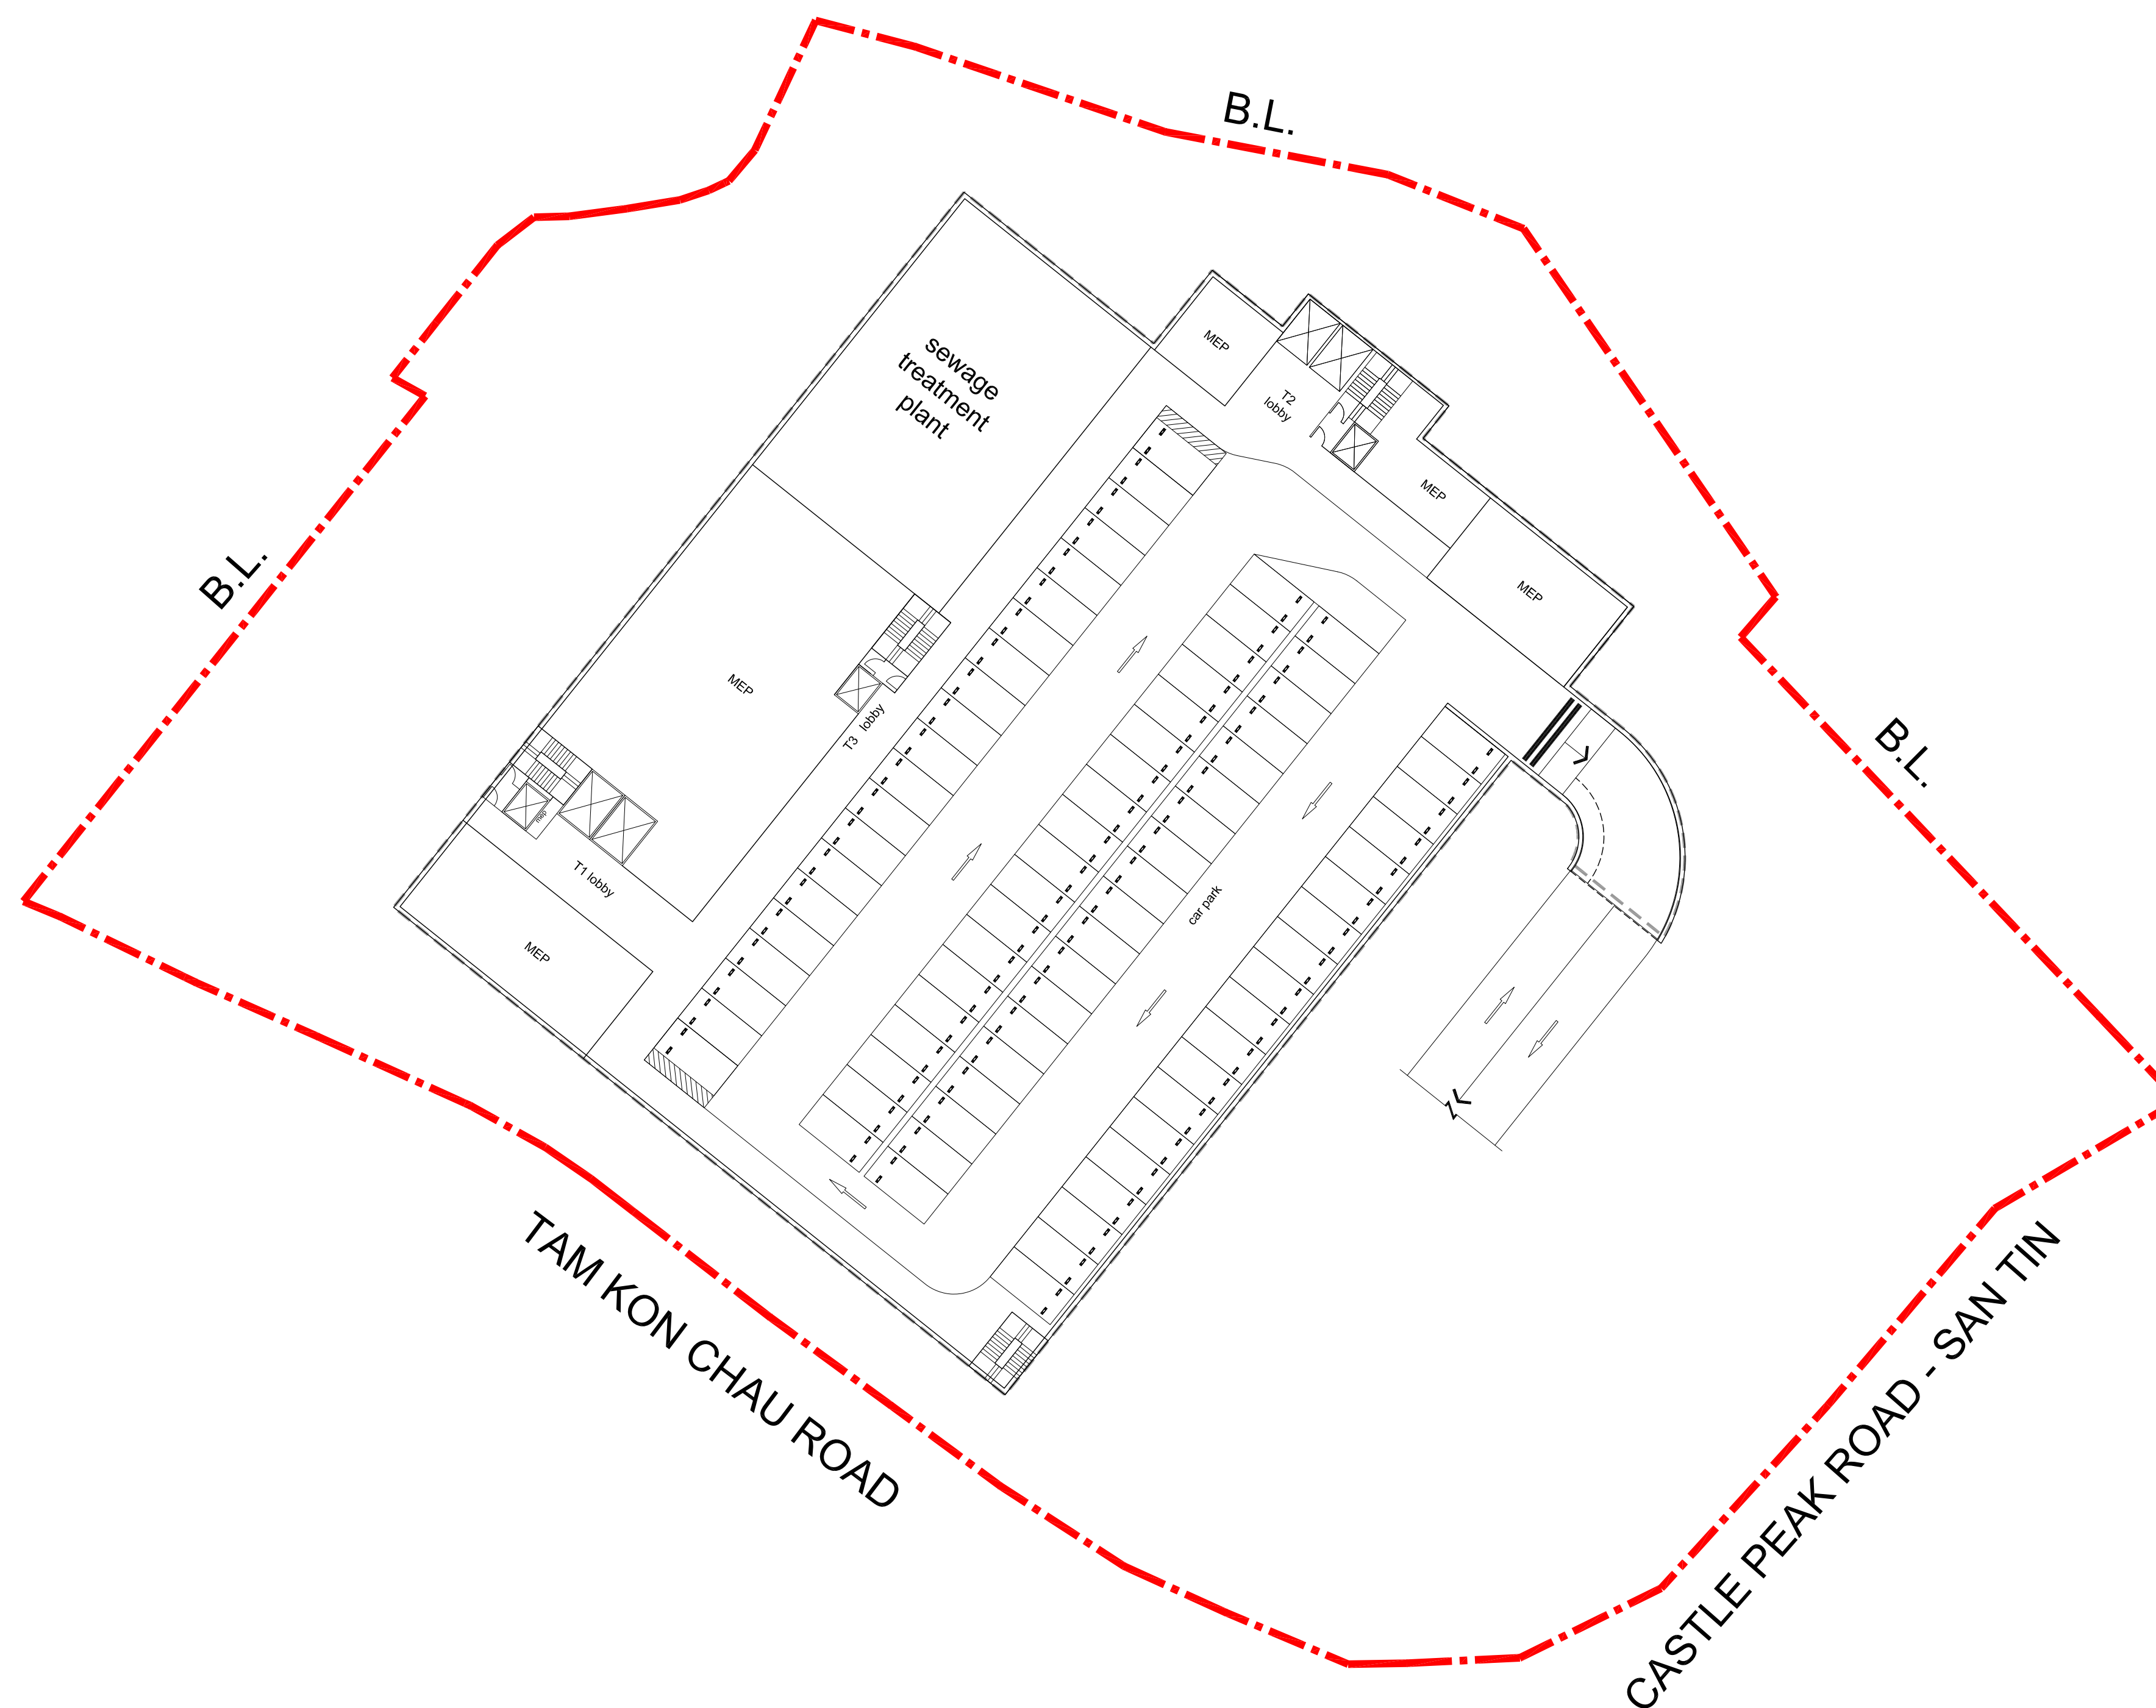 B.L.
sewage
treatment
plant
MEP
T2
lobby
MEP
MEP
B.L.
MEP
T3 lobby
B.L.
mep
T1 lobby
car park
MEP
TAM KON CHAU ROAD
CASTLE PEAK ROAD - SAN TIN